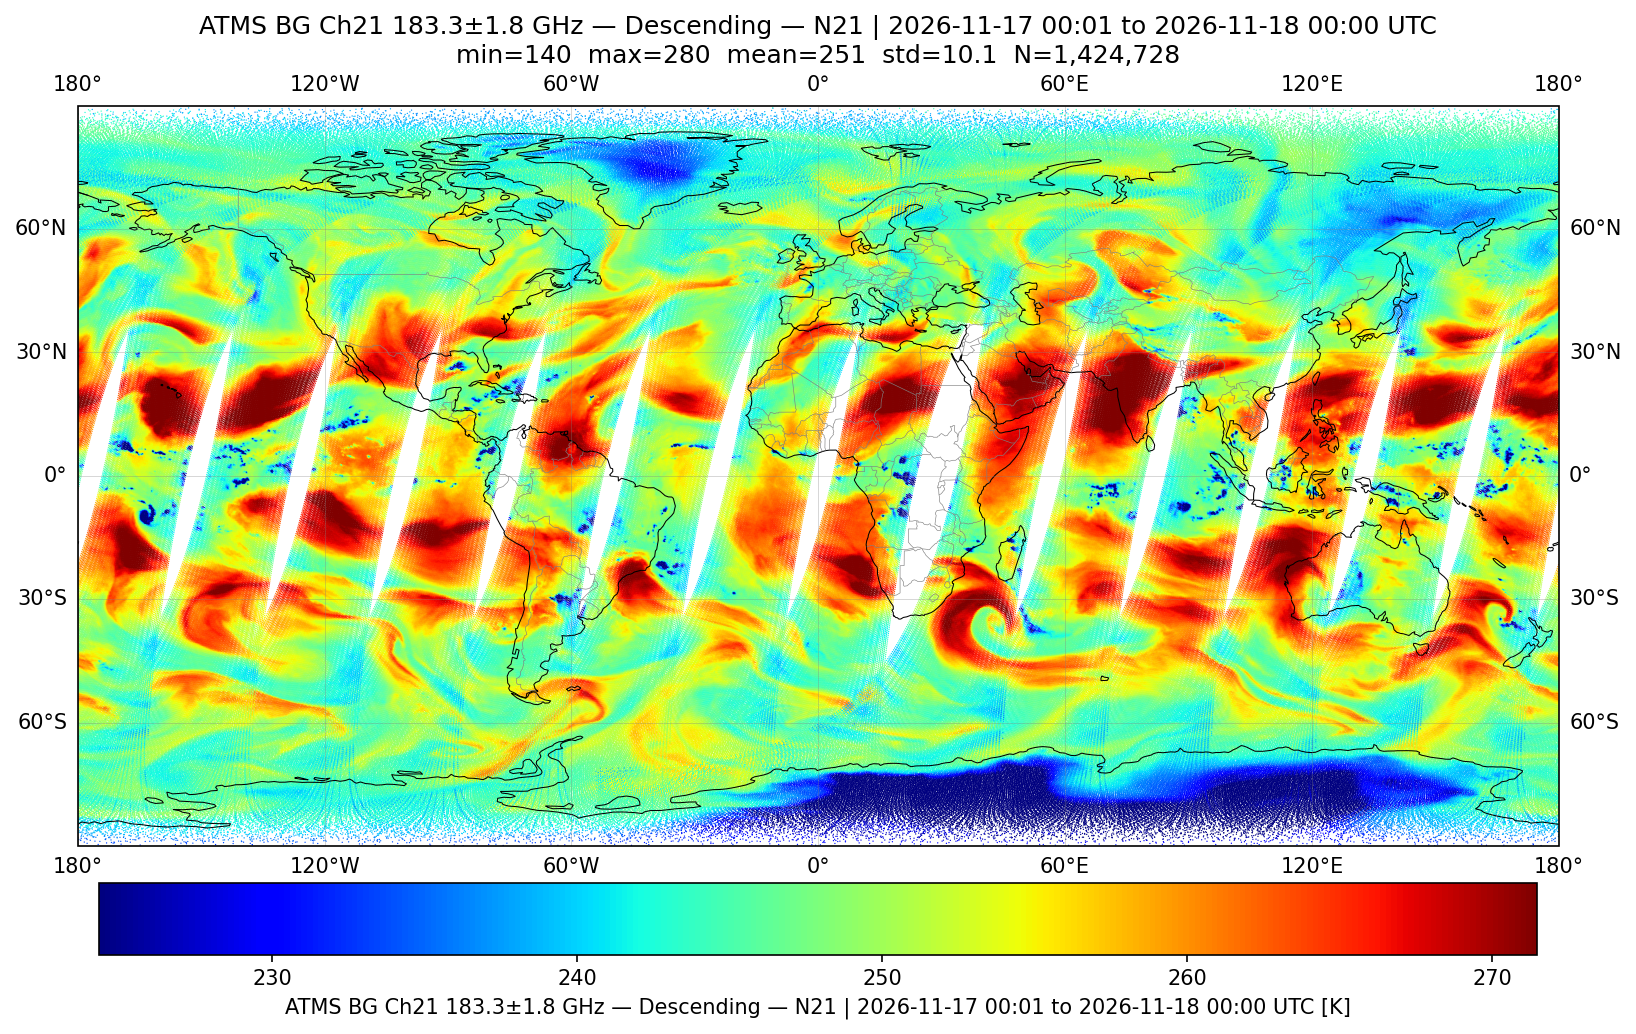 ATMS BG Ch21 183.3±1.8 GHz — Descending — N21 | 2026-11-17 00:01 to 2026-11-18 00:00 UTC
min=140 max=280 mean=251 std=10.1 N=1,424,728
180° 120°W 60°W 0° 60°E 120°E 180°
60°N 60°N
30°N 30°N
0° 0°
30°S 30°S
60°S 60°S
180° 120°W 60°W 0° 60°E 120°E 180°
230 240 250 260 270
ATMS BG Ch21 183.3±1.8 GHz — Descending — N21 | 2026-11-17 00:01 to 2026-11-18 00:00 UTC [K]